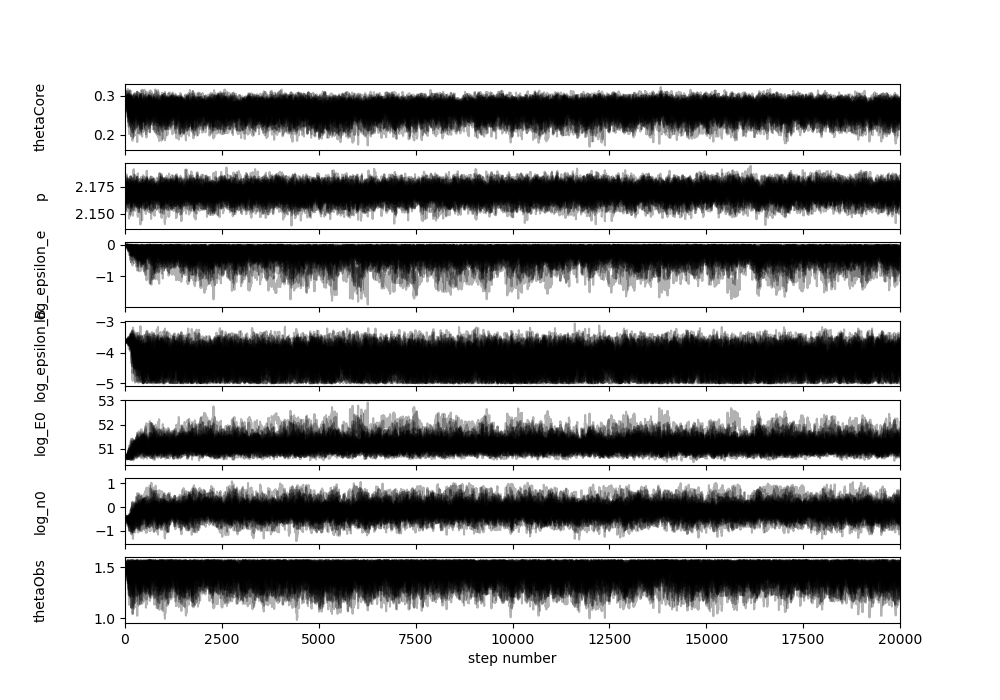 thetaCore
0.3
0.2
p
2.175
2.150
log_epsilon_e
0
−1
log_epsilon_B
−3
−4
−5
log_E0
53
52
51
log_n0
1
0
−1
thetaObs
1.5
1.0
0 2500 5000 7500 10000 12500 15000 17500 20000
step number